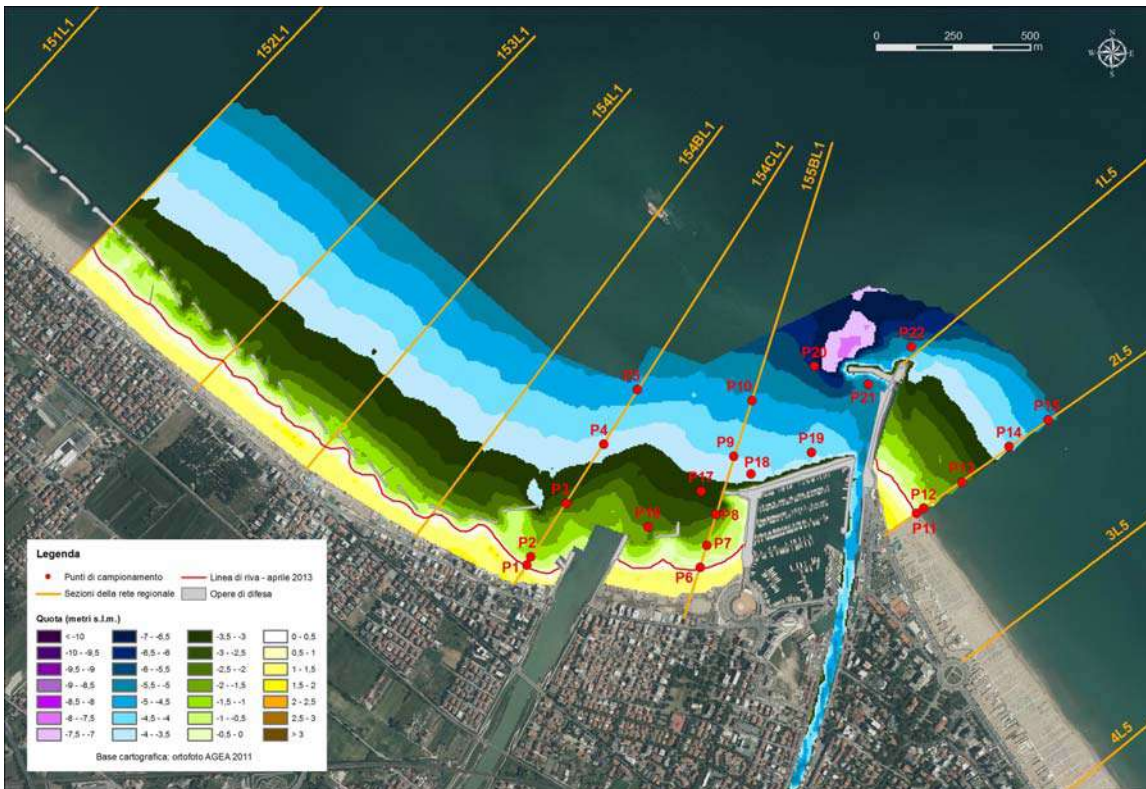 151L1
152L1
153L1
154L1
154BL1
154CL1
155BL1
1L5
2L5
3L5
4L5
0 250 500
m
N
W E
S
P22
P20
P21
P5
P10
P15
P4
P9
P19
P14
P18
P3
P17
P13
P8
P16
P12
P11
P2
P7
P1
P6
Legenda
Punti di campionamento
Linea di riva - aprile 2013
Sezioni della rete regionale
Opere di difesa
Quota (metri s.l.m.)
< -10 -7 - -6,5 -3,5 - -3 0 - 0,5
-10 - -9,5 -6,5 - -6 -3 - -2,5 0,5 - 1
-9,5 - -9 -6 - -5,5 -2,5 - -2 1 - 1,5
-9 - -8,5 -5,5 - -5 -2 - -1,5 1,5 - 2
-8,5 - -8 -5 - -4,5 -1,5 - -1 2 - 2,5
-8 - -7,5 -4,5 - -4 -1 - -0,5 2,5 - 3
-7,5 - -7 -4 - -3,5 -0,5 - 0 > 3
Base cartografica: ortofoto AGEA 2011